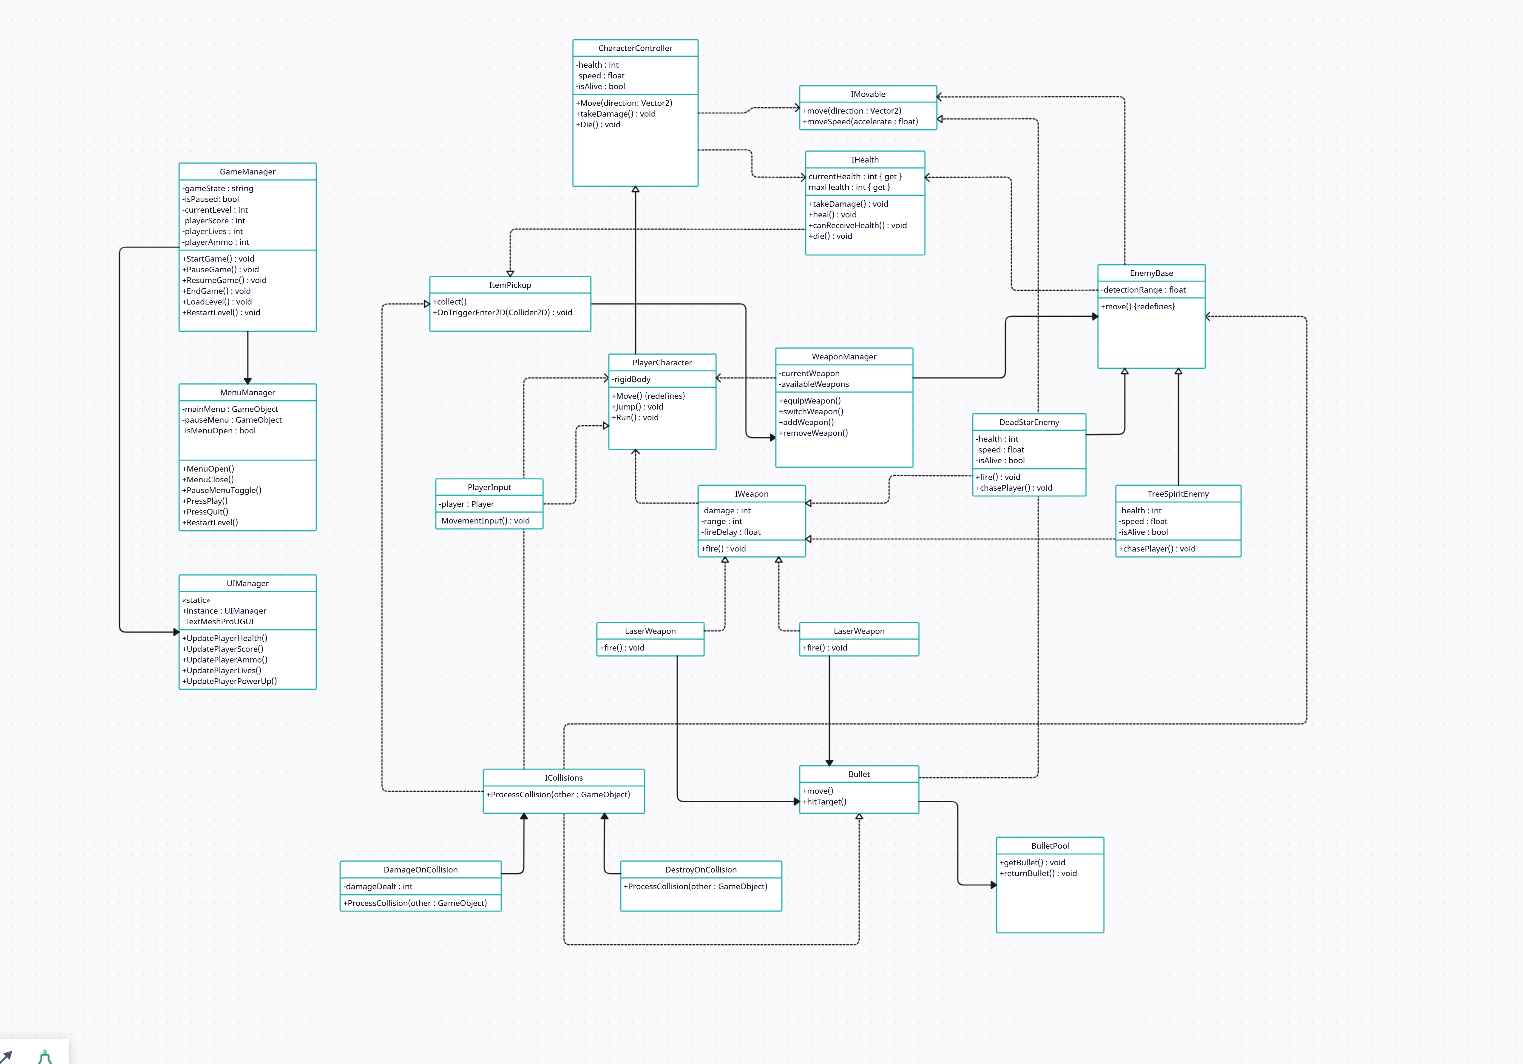 CharacterController
-health : int
speed : float
-isAlive : bool
+Move(direction: Vector2)
+takeDamage() : void
+Die() : void
IMovable
+move(direction : Vector2)
+moveSpeed(accelerate : float)
IHealth
currentHealth : int { get }
maxHealth : int { get }
+takeDamage() : void
+heal() : void
+canReceiveHealth() : void
+die() : void
GameManager
-gameState : string
-isPaused: bool
-currentLevel : int
playerScore : int
-playerLives : int
-playerAmmo : int
+StartGame() : void
+PauseGame() : void
+ResumeGame() : void
+EndGame() : void
+LoadLevel() : void
+RestartLevel() : void
EnemyBase
-detectionRange : float
+move() {redefines}
ItemPickup
+collect()
+OnTriggerEnter2D(Collider2D) : void
PlayerCharacter
-rigidBody
+Move() {redefines}
+Jump() : void
+Run() : void
WeaponManager
-currentWeapon
-availableWeapons
+equipWeapon()
+switchWeapon()
+addWeapon()
+removeWeapon()
MenuManager
-mainMenu : GameObject
-pauseMenu : GameObject
isMenuOpen : bool
+MenuOpen()
+MenuClose()
+PauseMenuToggle()
+PressPlay()
+PressQuit()
+RestartLevel()
DeadStarEnemy
-health : int
-speed : float
-isAlive : bool
+fire() : void
+chasePlayer() : void
PlayerInput
-player : Player
MovementInput() : void
IWeapon
damage : int
-range : int
-fireDelay : float
+fire() : void
TreeSpiritEnemy
health : int
-speed : float
-isAlive : bool
+chasePlayer() : void
UIManager
«static»
+Instance : UIManager
TextMeshProUGUI
+UpdatePlayerHealth()
+UpdatePlayerScore()
+UpdatePlayerAmmo()
+UpdatePlayerLives()
+UpdatePlayerPowerUp()
LaserWeapon
+fire() : void
LaserWeapon
+fire() : void
ICollisions
+ProcessCollision(other : GameObject)
Bullet
+move()
+hitTarget()
BulletPool
+getBullet() : void
+returnBullet() : void
DamageOnCollision
-damageDealt : int
+ProcessCollision(other : GameObject)
DestroyOnCollision
+ProcessCollision(other : GameObject)